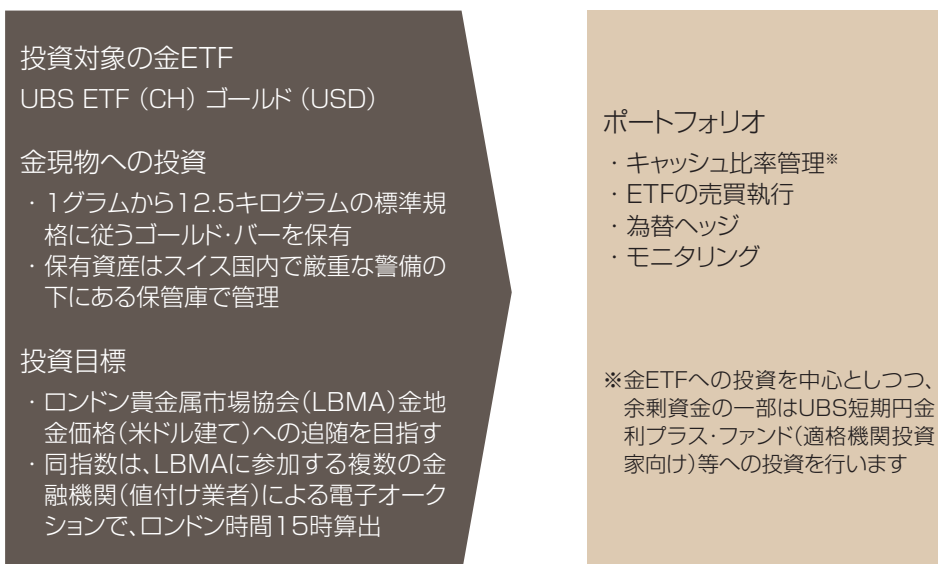 投資対象の金ETF
UBS ETF（CH）ゴールド（USD）
金現物への投資
・1グラムから12.5キログラムの標準規
格に従うゴールド・バーを保有
・保有資産はスイス国内で厳重な警備の
下にある保管庫で管理
投資目標
・ロンドン貴金属市場協会（LBMA）金地
金価格（米ドル建て）への追随を目指す
・同指数は、LBMAに参加する複数の金
融機関（値付け業者）による電子オーク
ションで、ロンドン時間15時算出
ポートフォリオ
・キャッシュ比率管理※
・ETFの売買執行
・為替ヘッジ
・モニタリング
※金ETFへの投資を中心としつつ、
余剰資金の一部はUBS短期円金
利プラス・ファンド（適格機関投資
家向け）等への投資を行います